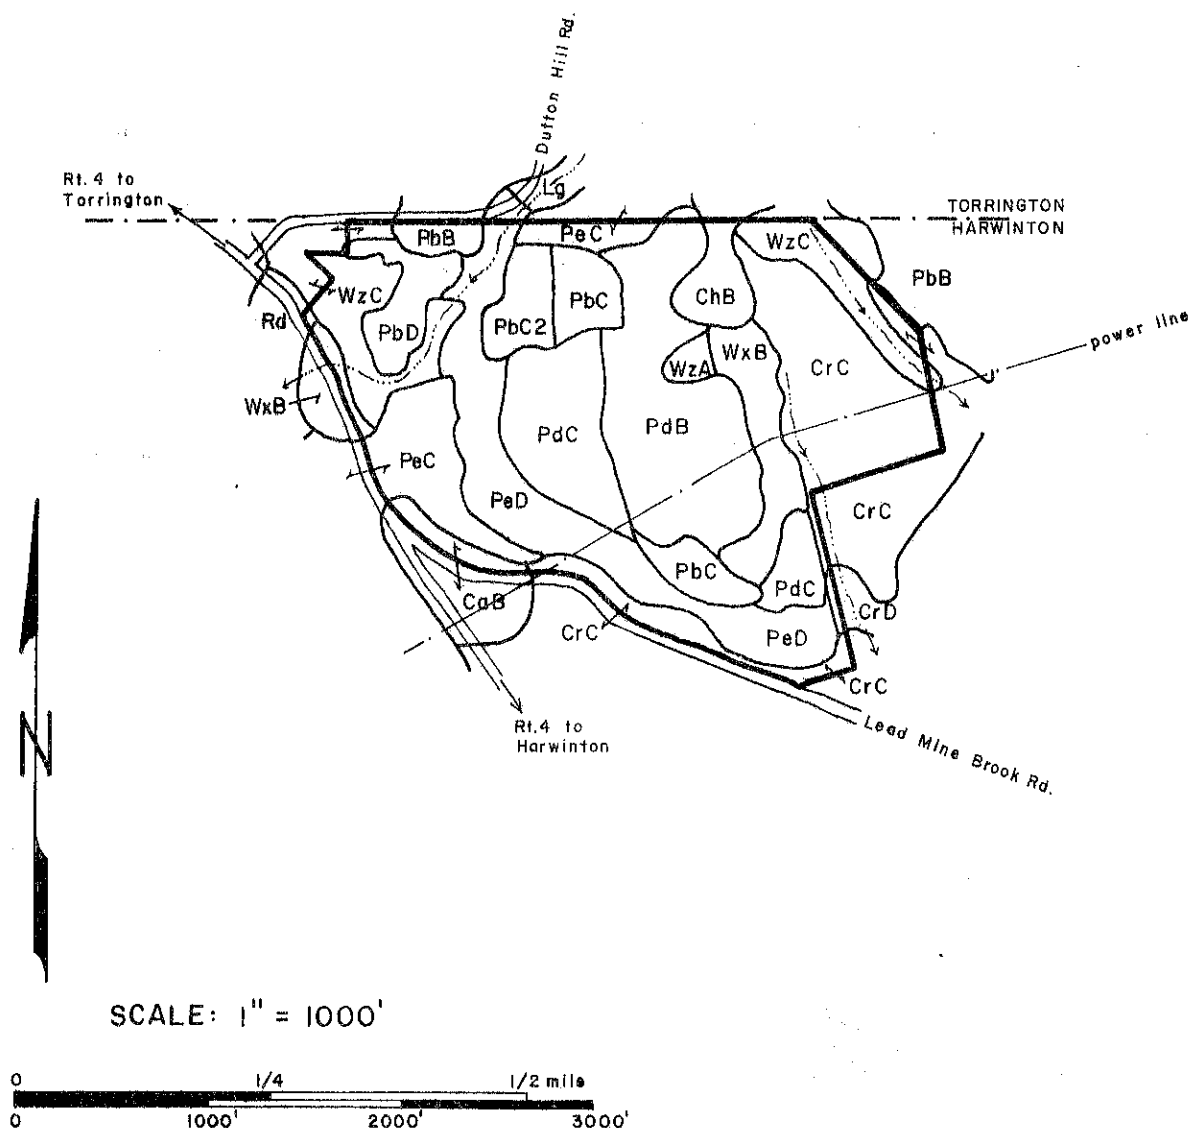 Dutton Hill Rd.
Rt. 4 to
Torrington
Lg
TORRINGTON
HARWINTON
PbB
PeC
WzC
PbB
WzC
ChB
PbC
PbC2
PbD
Rd
power line
WxB
WzA
CrC
WxB
PdC
PdB
PeC
PeD
CrC
PbC
PdC
CaB
CrD
CrC
PeD
CrC
Rt. 4 to
Harwinton
Lead Mine Brook Rd.
N
SCALE: 1" = 1000'
0 1/4 1/2 mile
0 1000' 2000' 3000'